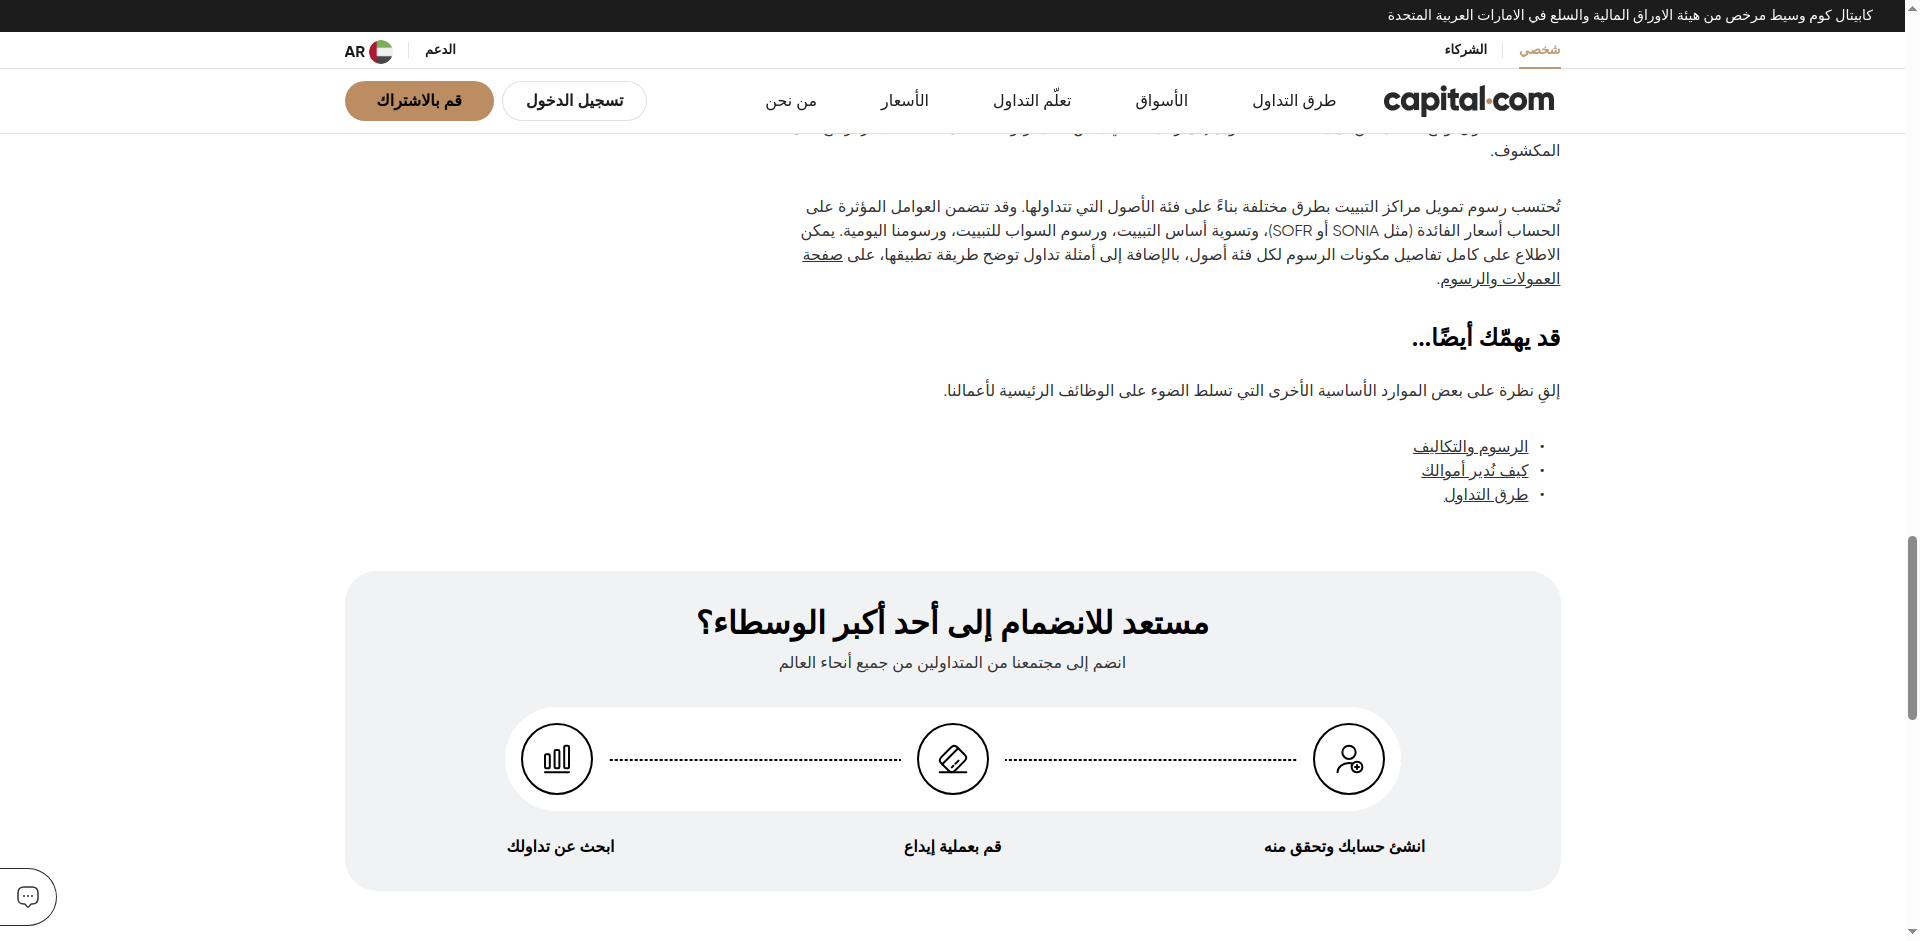 كابيتال كوم وسيط مرخص من هيئة الاوراق المالية والسلع في الامارات العربية المتحدة
شخصي
الشركاء
الدعم
AR
capital.com
طرق التداول
الأسواق
تعلّم التداول
الأسعار
من نحن
تسجيل الدخول
قم بالاشتراك
المكشوف.
تُحتسب رسوم تمويل مراكز التبييت بطرق مختلفة بناءً على فئة الأصول التي تتداولها. وقد تتضمن العوامل المؤثرة على
الحساب أسعار الفائدة (مثل SONIA أو SOFR)، وتسوية أساس التبييت، ورسوم السواب للتبييت، ورسومنا اليومية. يمكن
الاطلاع على كامل تفاصيل مكونات الرسوم لكل فئة أصول، بالإضافة إلى أمثلة تداول توضح طريقة تطبيقها، على صفحة
العمولات والرسوم.
قد يهمّك أيضًا...
إلقِ نظرة على بعض الموارد الأساسية الأخرى التي تسلط الضوء على الوظائف الرئيسية لأعمالنا.
• الرسوم والتكاليف
• كيف نُدير أموالك
• طرق التداول
مستعد للانضمام إلى أحد أكبر الوسطاء؟
انضم إلى مجتمعنا من المتداولين من جميع أنحاء العالم
انشئ حسابك وتحقق منه
قم بعملية إيداع
ابحث عن تداولك